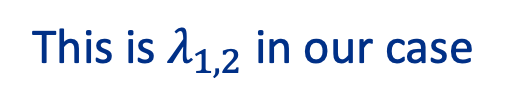 This is λ₁,₂ in our case